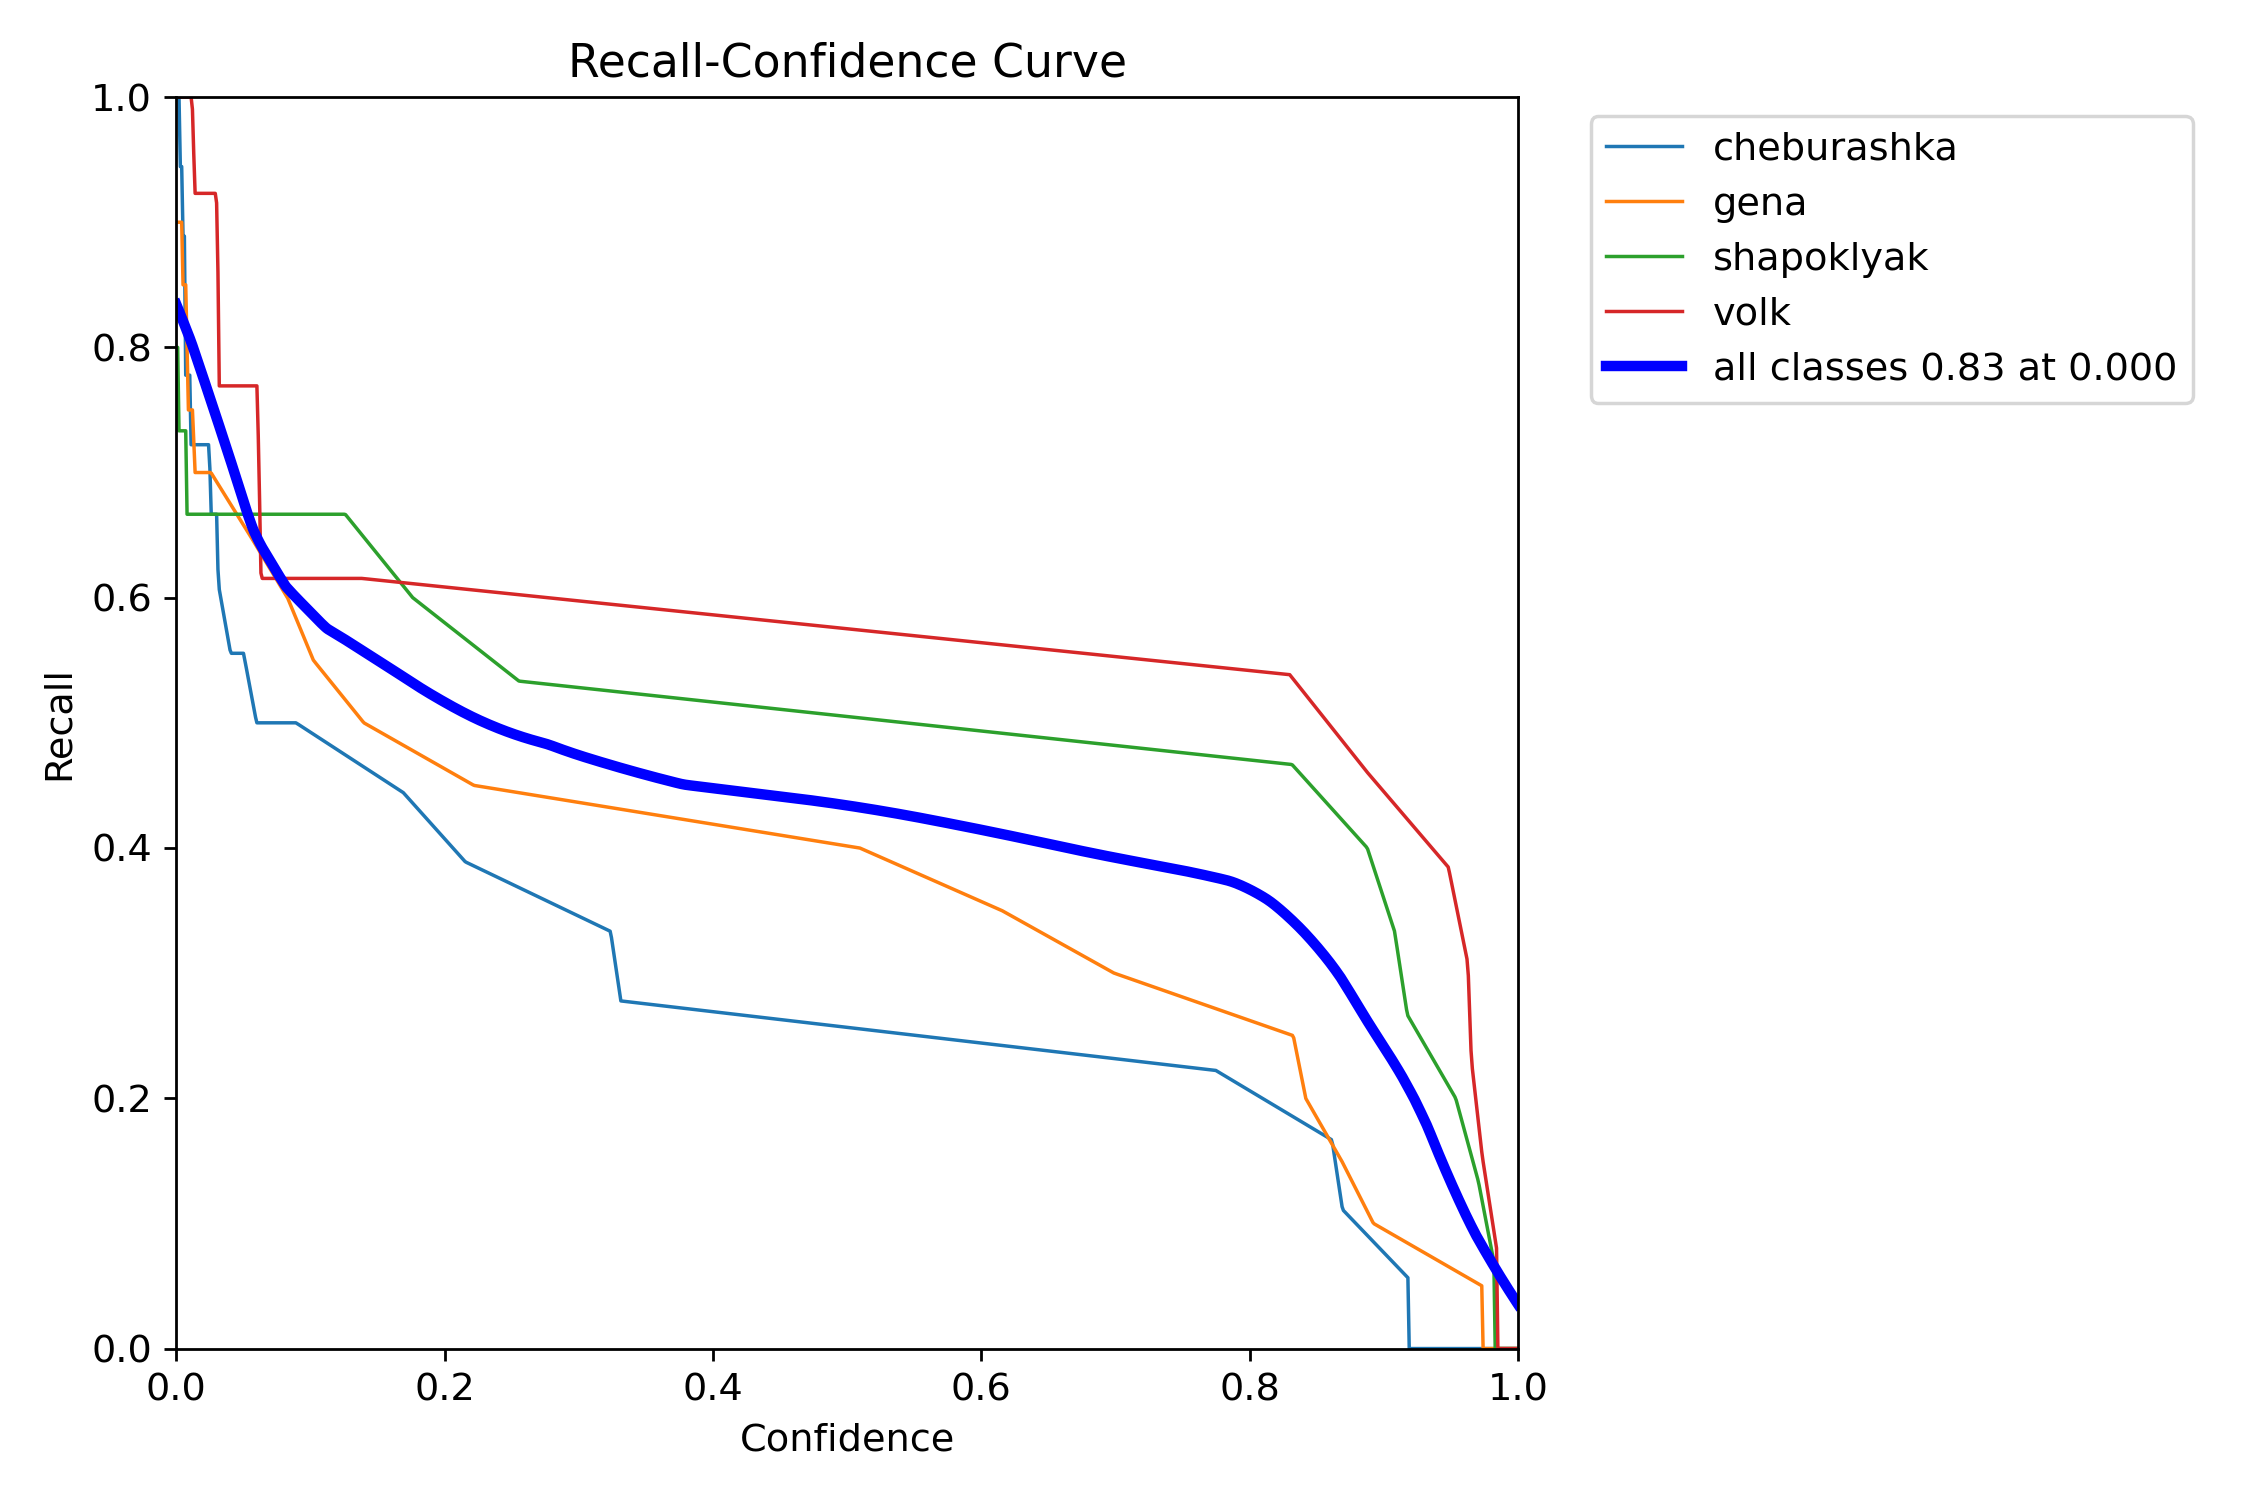 Recall-Confidence Curve
1.0
0.8
0.6
0.4
0.2
0.0
Recall
0.0 0.2 0.4 0.6 0.8 1.0
Confidence
cheburashka
gena
shapoklyak
volk
all classes 0.83 at 0.000